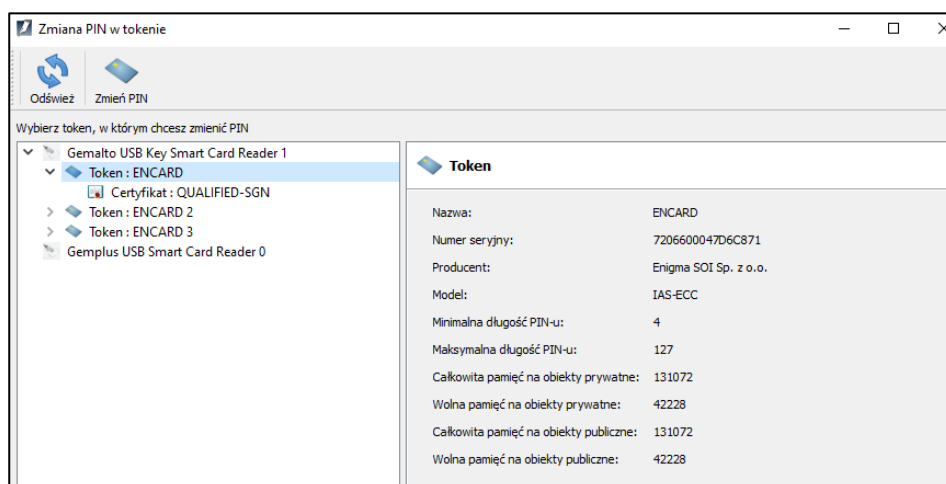 Zmiana PIN w tokenie
Odśwież
Zmień PIN
Wybierz token, w którym chcesz zmienić PIN
Gemalto USB Key Smart Card Reader 1
Token : ENCARD
Certyfikat : QUALIFIED-SGN
Token : ENCARD 2
Token : ENCARD 3
Gemplus USB Smart Card Reader 0
Token
Nazwa: ENCARD
Numer seryjny: 7206600047D6C871
Producent: Enigma SOI Sp. z o.o.
Model: IAS-ECC
Minimalna długość PIN-u: 4
Maksymalna długość PIN-u: 127
Całkowita pamięć na obiekty prywatne: 131072
Wolna pamięć na obiekty prywatne: 42228
Całkowita pamięć na obiekty publiczne: 131072
Wolna pamięć na obiekty publiczne: 42228